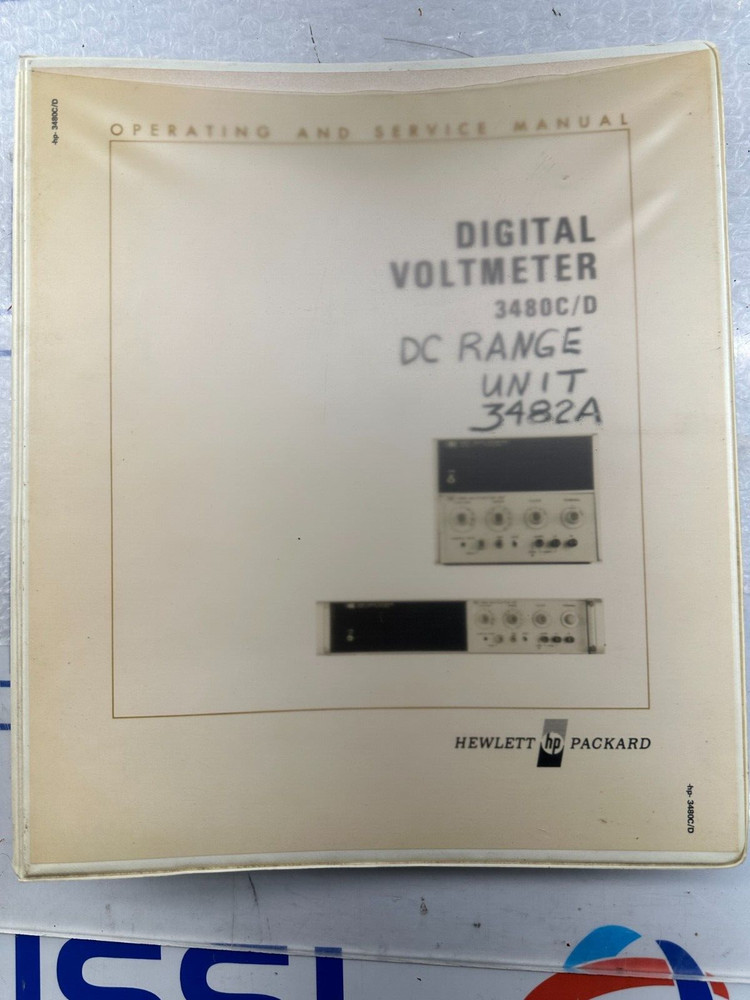 -hp- 3480C/D
OPERATING AND SERVICE MANUAL
DIGITAL
VOLTMETER
3480C/D
DC RANGE
UNIT
3482A
HEWLETT hp PACKARD
-hp- 3480C/D